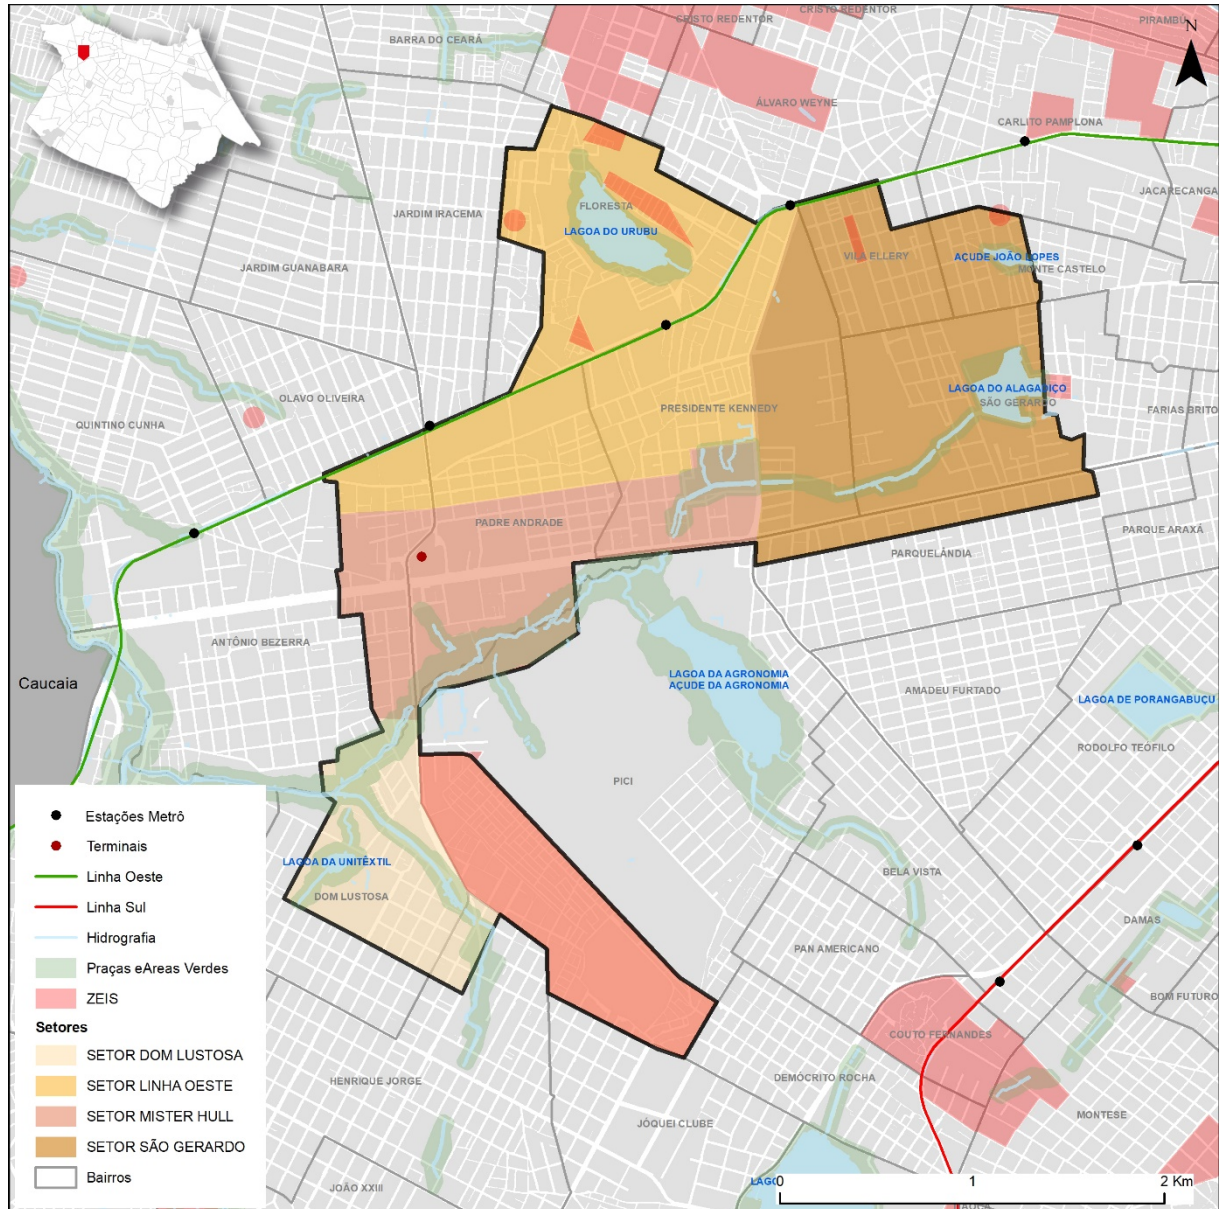 CRISTO REDENTOR
CRISTO REDENTOR
PIRAMBU
N
BARRA DO CEARÁ
ÁLVARO WEYNE
CARLITO PAMPLONA
JACARECANGA
JARDIM IRACEMA
FLORESTA
LAGOA DO URUBU
VILA ELLERY
AÇUDE JOÃO LOPES
MONTE CASTELO
JARDIM GUANABARA
OLAVO OLIVEIRA
QUINTINO CUNHA
PRESIDENTE KENNEDY
LAGOA DO ALAGADIÇO
SÃO GERARDO
FARIAS BRITO
PADRE ANDRADE
PARQUELÂNDIA
PARQUE ARAXÁ
ANTÔNIO BEZERRA
Caucaia
LAGOA DA AGRONOMIA
AÇUDE DA AGRONOMIA
AMADEU FURTADO
LAGOA DE PORANGABUÇU
RODOLFO TEÓFILO
PICI
LAGOA DA UNITÊXTIL
DOM LUSTOSA
BELA VISTA
DAMAS
PAN AMERICANO
BOM FUTURO
COUTO FERNANDES
HENRIQUE JORGE
DEMÓCRITO ROCHA
MONTESE
JÓQUEI CLUBE
JOÃO XXIII
LAGO
Estações Metrô
Terminais
Linha Oeste
Linha Sul
Hidrografia
Praças eAreas Verdes
ZEIS
Setores
SETOR DOM LUSTOSA
SETOR LINHA OESTE
SETOR MISTER HULL
SETOR SÃO GERARDO
Bairros
0 1 2 Km